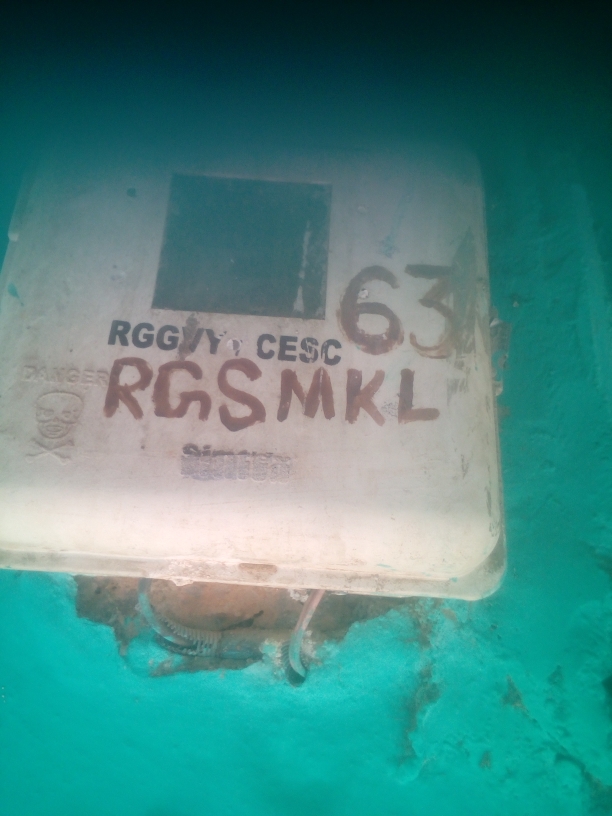 63
RGGVY, CESC
DANGER
RGSMKL